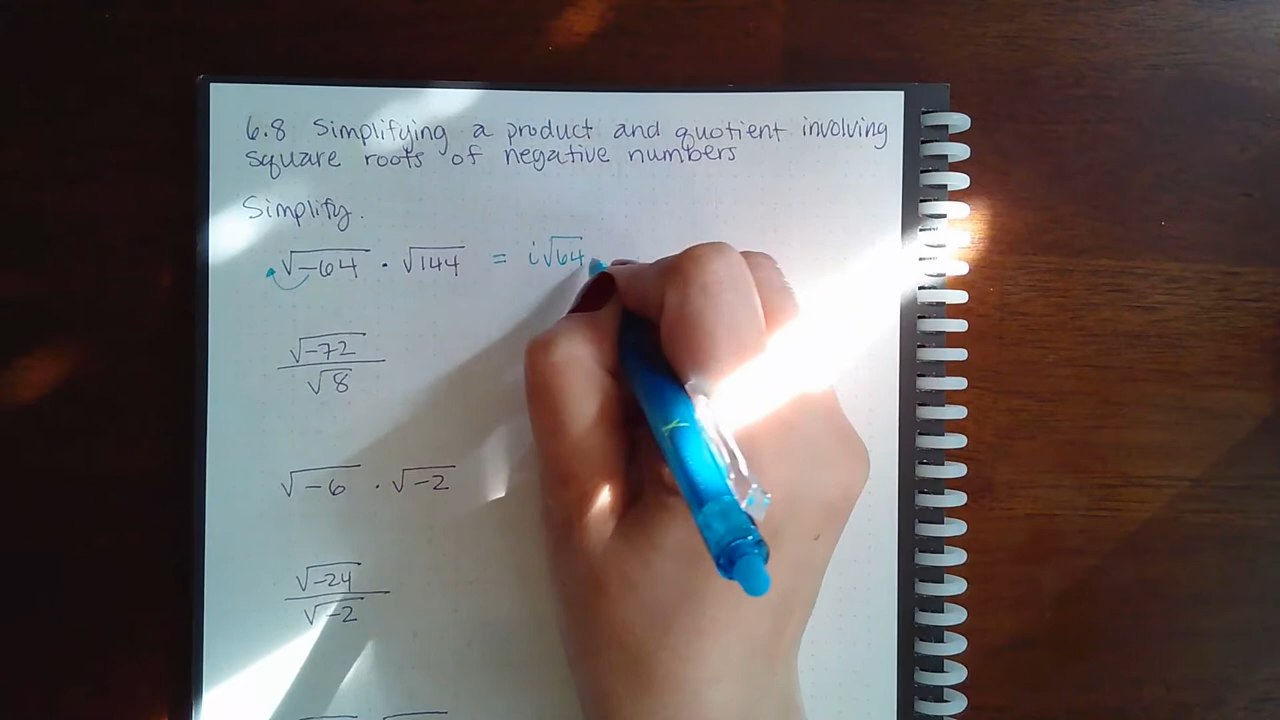 6.8 Simplifying a product and quotient involving
square roots of negative numbers
Simplify.
√-64 · √144 = i√64
√-72
√8
√-6 · √-2
√-24
√-2